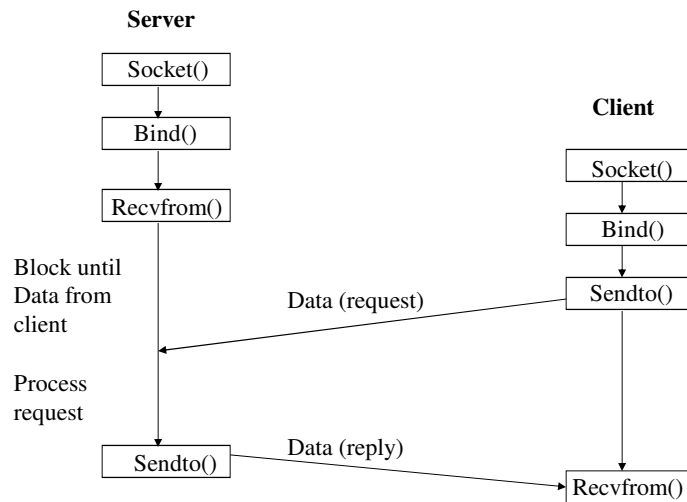 Server
Socket()
Bind()
Recvfrom()
Block until
Data from
client
Process
request
Sendto()
Client
Socket()
Bind()
Sendto()
Data (request)
Data (reply)
Recvfrom()